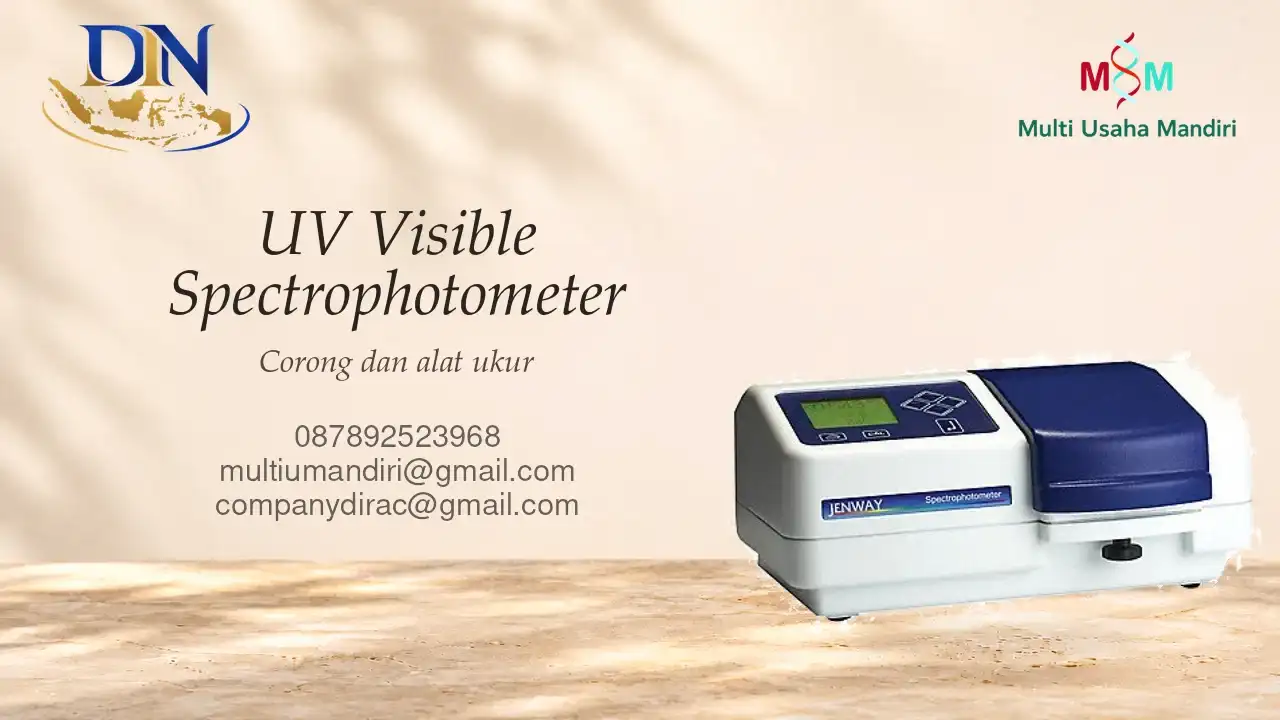 DIN
MSM
Multi Usaha Mandiri
UV Visible
Spectrophotometer
Corong dan alat ukur
087892523968
multiumandiri@gmail.com
companydirac@gmail.com
JENWAY
Spectrophotometer